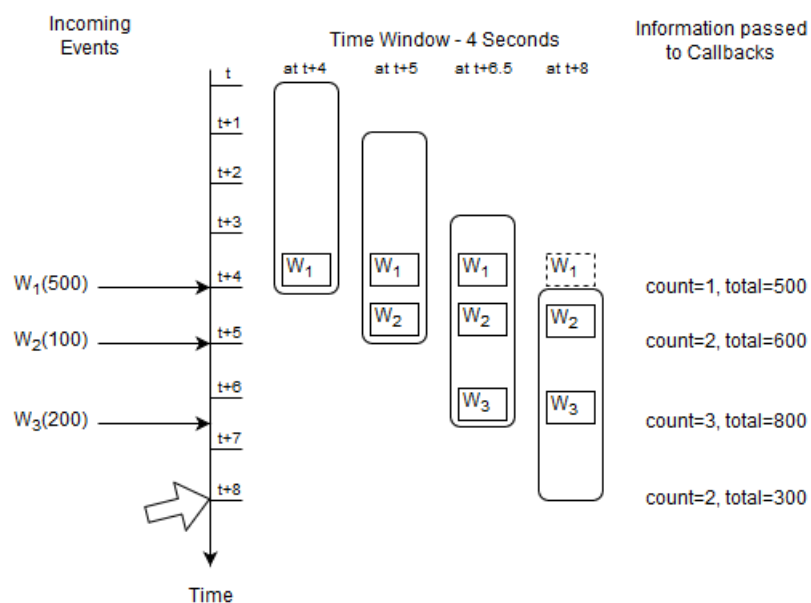 Incoming
Events
Time Window - 4 Seconds
Information passed
to Callbacks
at t+4
at t+5
at t+6.5
at t+8
t
t+1
t+2
t+3
t+4
t+5
t+6
t+7
t+8
W1(500)
W2(100)
W3(200)
W1
W1
W2
W1
W2
W3
W1
W2
W3
count=1, total=500
count=2, total=600
count=3, total=800
count=2, total=300
Time